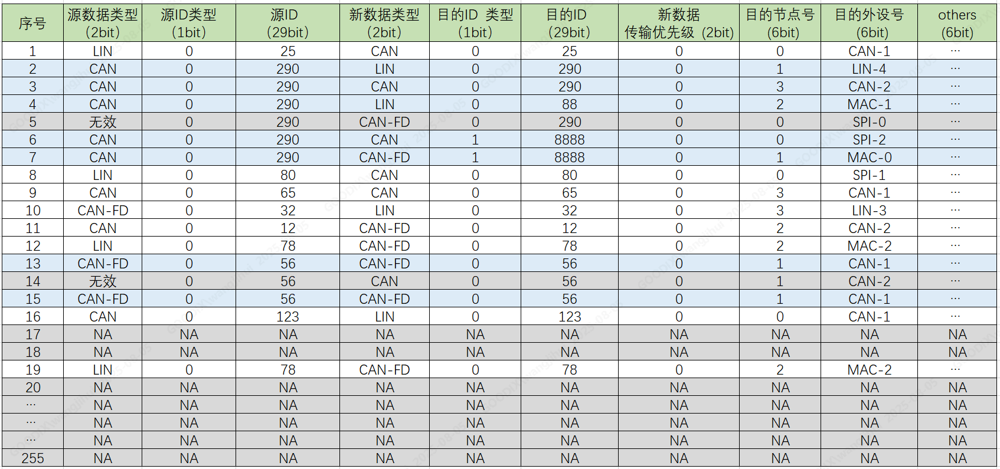 序号 源数据类型 (2bit) 源ID类型 (1bit) 源ID (29bit) 新数据类型 (2bit) 目的ID 类型 (1bit) 目的ID (29bit) 新数据 传输优先级 (2bit) 目的节点号 (6bit) 目的外设号 (6bit) others (6bit)
1 LIN 0 25 CAN 0 25 0 0 CAN-1 ...
2 CAN 0 290 LIN 0 290 0 1 LIN-4 ...
3 CAN 0 290 CAN 0 290 0 3 CAN-2 ...
4 CAN 0 290 LIN 0 88 0 2 MAC-1 ...
5 无效 0 290 CAN-FD 0 290 0 0 SPI-0 ...
6 CAN 0 290 CAN 1 8888 0 0 SPI-2 ...
7 CAN 0 290 CAN-FD 1 8888 0 1 MAC-0 ...
8 LIN 0 80 CAN 0 80 0 0 SPI-1 ...
9 CAN 0 65 CAN 0 65 0 3 CAN-1 ...
10 CAN-FD 0 32 LIN 0 32 0 3 LIN-3 ...
11 CAN 0 12 CAN-FD 0 12 0 2 CAN-2 ...
12 LIN 0 78 CAN-FD 0 78 0 2 MAC-2 ...
13 CAN-FD 0 56 CAN-FD 0 56 0 1 CAN-1 ...
14 无效 0 56 CAN 0 56 0 1 CAN-2 ...
15 CAN-FD 0 56 CAN-FD 0 56 0 1 CAN-1 ...
16 CAN 0 123 LIN 0 123 0 0 CAN-1 ...
17 NA NA NA NA NA NA NA NA NA NA
18 NA NA NA NA NA NA NA NA NA NA
19 LIN 0 78 CAN-FD 0 78 0 2 MAC-2 ...
20 NA NA NA NA NA NA NA NA NA NA
... NA NA NA NA NA NA NA NA NA NA
... NA NA NA NA NA NA NA NA NA NA
... NA NA NA NA NA NA NA NA NA NA
255 NA NA NA NA NA NA NA NA NA NA